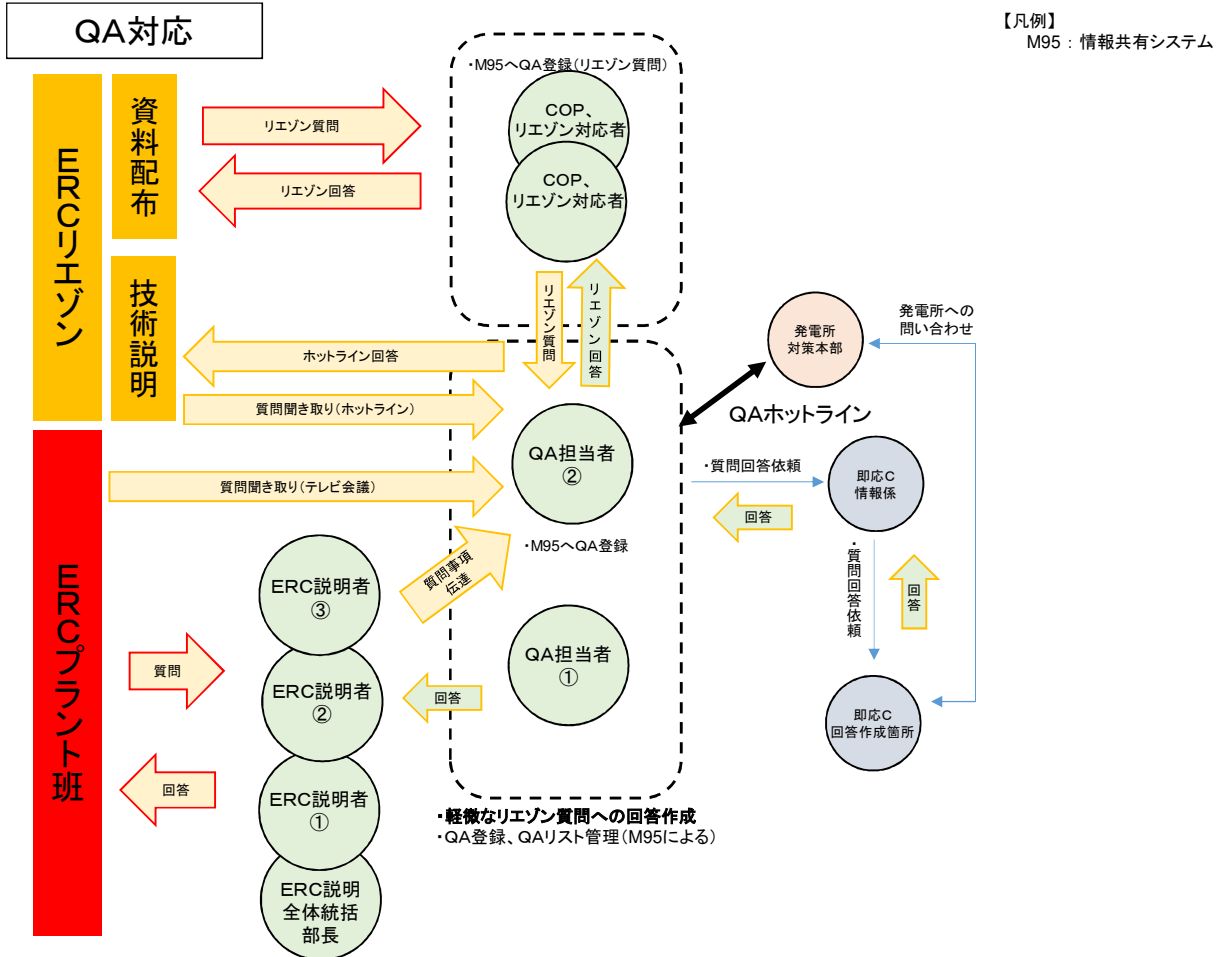 QA対応
【凡例】
M95：情報共有システム
ERCリエゾン
資料配布
技術説明
ERCプラント班
リエゾン質問
リエゾン回答
・M95へQA登録(リエゾン質問)
COP、
リエゾン対応者
COP、
リエゾン対応者
リエゾン質問
リエゾン回答
ホットライン回答
質問聞き取り(ホットライン)
質問聞き取り(テレビ会議)
QA担当者
②
・M95へQA登録
質問事項
伝達
QA担当者
①
回答
ERC説明者
③
ERC説明者
②
ERC説明者
①
ERC説明
全体統括
部長
質問
回答
・軽微なリエゾン質問への回答作成
・QA登録、QAリスト管理(M95による)
発電所
対策本部
発電所への
問い合わせ
QAホットライン
・質問回答依頼
回答
即応C
情報係
・質問回答依頼
回答
即応C
回答作成箇所